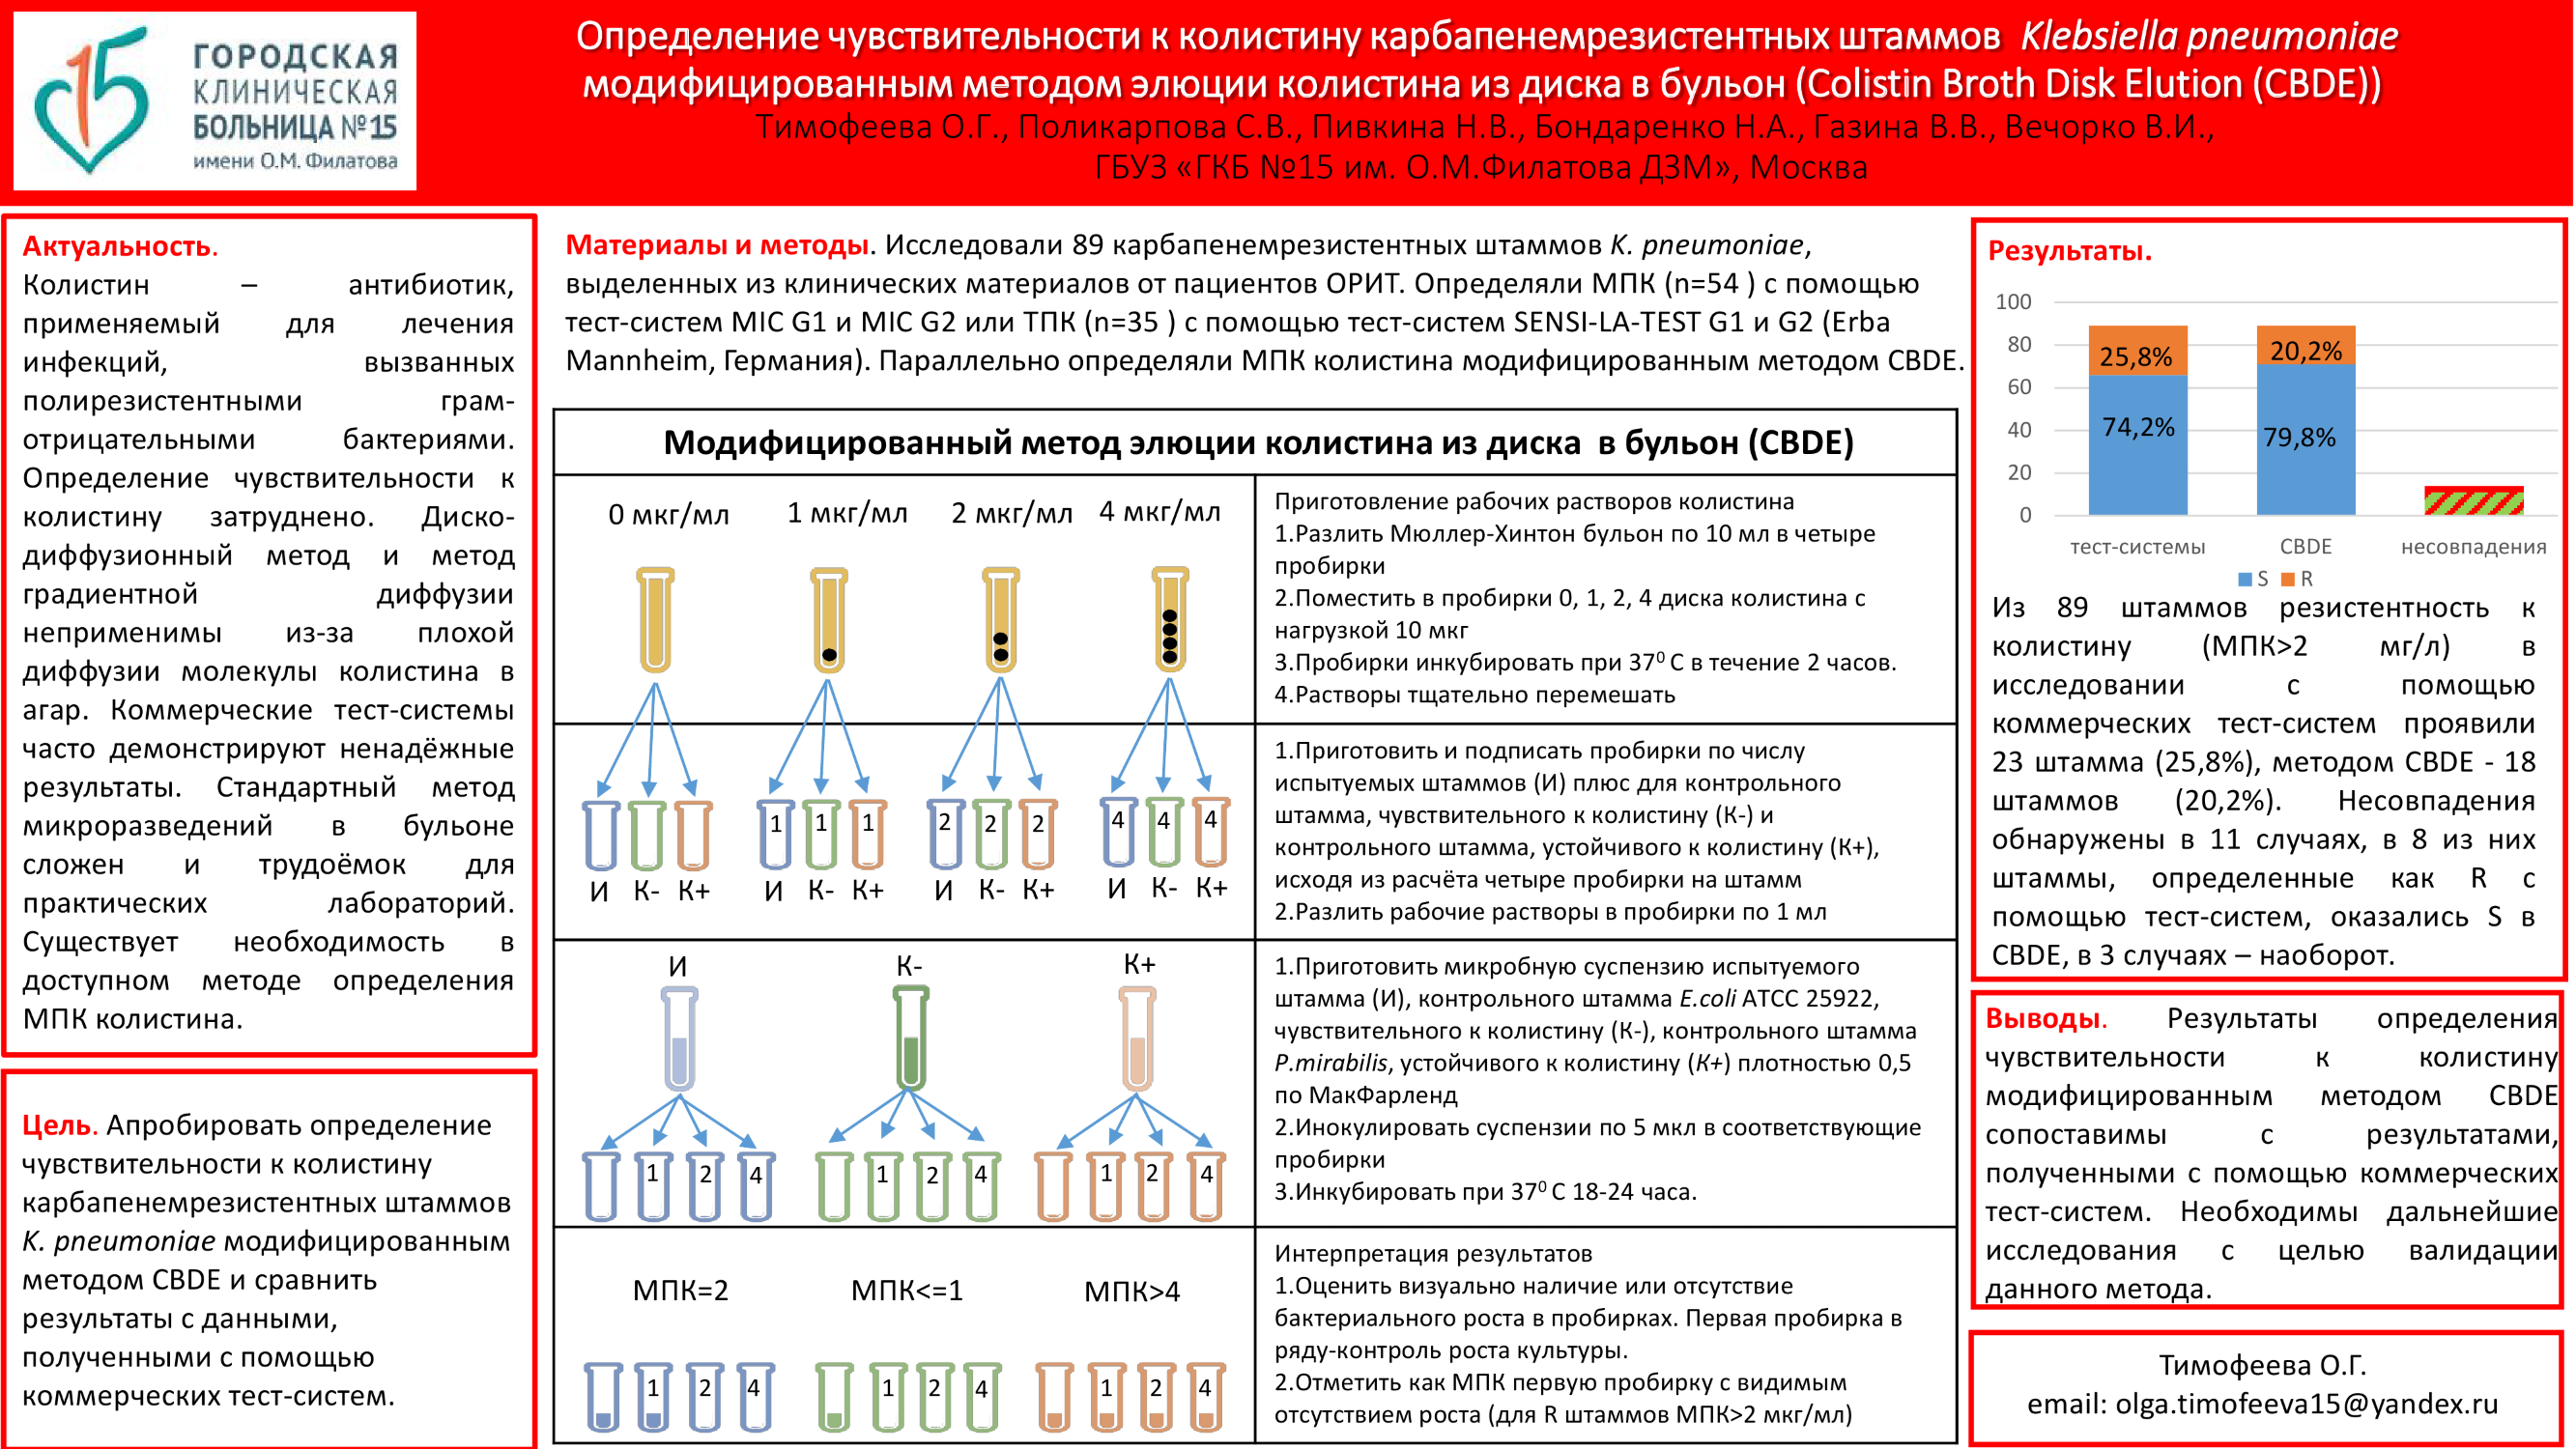 ГОРОДСКАЯ
КЛИНИЧЕСКАЯ
БОЛЬНИЦА №15
имени О.М. Филатова
Определение чувствительности к колистину карбапенемрезистентных штаммов Klebsiella pneumoniae
модифицированным методом элюции колистина из диска в бульон (Colistin Broth Disk Elution (CBDE))
Тимофеева О.Г., Поликарпова С.В., Пивкина Н.В., Бондаренко Н.А., Газина В.В., Вечорко В.И.,
ГБУЗ «ГКБ №15 им. О.М.Филатова ДЗМ», Москва
Актуальность.
Колистин – антибиотик,
применяемый для лечения
инфекций, вызванных
полирезистентными грам-
отрицательными бактериями.
Определение чувствительности к
колистину затруднено. Диско-
диффузионный метод и метод
градиентной диффузии
неприменимы из-за плохой
диффузии молекулы колистина в
агар. Коммерческие тест-системы
часто демонстрируют ненадёжные
результаты. Стандартный метод
микроразведений в бульоне
сложен и трудоёмок для
практических лабораторий.
Существует необходимость в
доступном методе определения
МПК колистина.
Цель. Апробировать определение
чувствительности к колистину
карбапенемрезистентных штаммов
K. pneumoniae модифицированным
методом CBDE и сравнить
результаты с данными,
полученными с помощью
коммерческих тест-систем.
Материалы и методы. Исследовали 89 карбапенемрезистентных штаммов K. pneumoniae,
выделенных из клинических материалов от пациентов ОРИТ. Определяли МПК (n=54 ) с помощью
тест-систем MIC G1 и MIC G2 или ТПК (n=35 ) с помощью тест-систем SENSI-LA-TEST G1 и G2 (Erba
Mannheim, Германия). Параллельно определяли МПК колистина модифицированным методом CBDE.
Модифицированный метод элюции колистина из диска в бульон (CBDE)
0 мкг/мл 1 мкг/мл 2 мкг/мл 4 мкг/мл
Приготовление рабочих растворов колистина
1.Разлить Мюллер-Хинтон бульон по 10 мл в четыре
пробирки
2.Поместить в пробирки 0, 1, 2, 4 диска колистина с
нагрузкой 10 мкг
3.Пробирки инкубировать при 37⁰ С в течение 2 часов.
4.Растворы тщательно перемешать
1 1 1 2 2 2 4 4 4
И К- К+ И К- К+ И К- К+ И К- К+
1.Приготовить и подписать пробирки по числу
испытуемых штаммов (И) плюс для контрольного
штамма, чувствительного к колистину (К-) и
контрольного штамма, устойчивого к колистину (К+),
исходя из расчёта четыре пробирки на штамм
2.Разлить рабочие растворы в пробирки по 1 мл
И К- К+
1 2 4 1 2 4 1 2 4
1.Приготовить микробную суспензию испытуемого
штамма (И), контрольного штамма E.coli ATCC 25922,
чувствительного к колистину (К-), контрольного штамма
P.mirabilis, устойчивого к колистину (К+) плотностью 0,5
по МакФарленд
2.Инокулировать суспензии по 5 мкл в соответствующие
пробирки
3.Инкубировать при 37⁰ С 18-24 часа.
МПК=2 МПК<=1 МПК>4
1 2 4 1 2 4 1 2 4
Интерпретация результатов
1.Оценить визуально наличие или отсутствие
бактериального роста в пробирках. Первая пробирка в
ряду-контроль роста культуры.
2.Отметить как МПК первую пробирку с видимым
отсутствием роста (для R штаммов МПК>2 мкг/мл)
Результаты.
100
80
60
40
20
0
25,8% 20,2%
74,2% 79,8%
тест-системы CBDE несовпадения
S R
Из 89 штаммов резистентность к
колистину (МПК>2 мг/л) в
исследовании с помощью
коммерческих тест-систем проявили
23 штамма (25,8%), методом CBDE - 18
штаммов (20,2%). Несовпадения
обнаружены в 11 случаях, в 8 из них
штаммы, определенные как R с
помощью тест-систем, оказались S в
CBDE, в 3 случаях – наоборот.
Выводы. Результаты определения
чувствительности к колистину
модифицированным методом CBDE
сопоставимы с результатами,
полученными с помощью коммерческих
тест-систем. Необходимы дальнейшие
исследования с целью валидации
данного метода.
Тимофеева О.Г.
email: olga.timofeeva15@yandex.ru